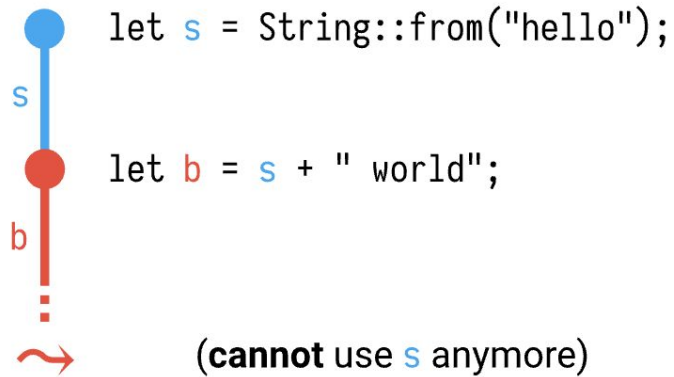 let s = String::from("hello");
s
let b = s + " world";
b
(cannot use s anymore)